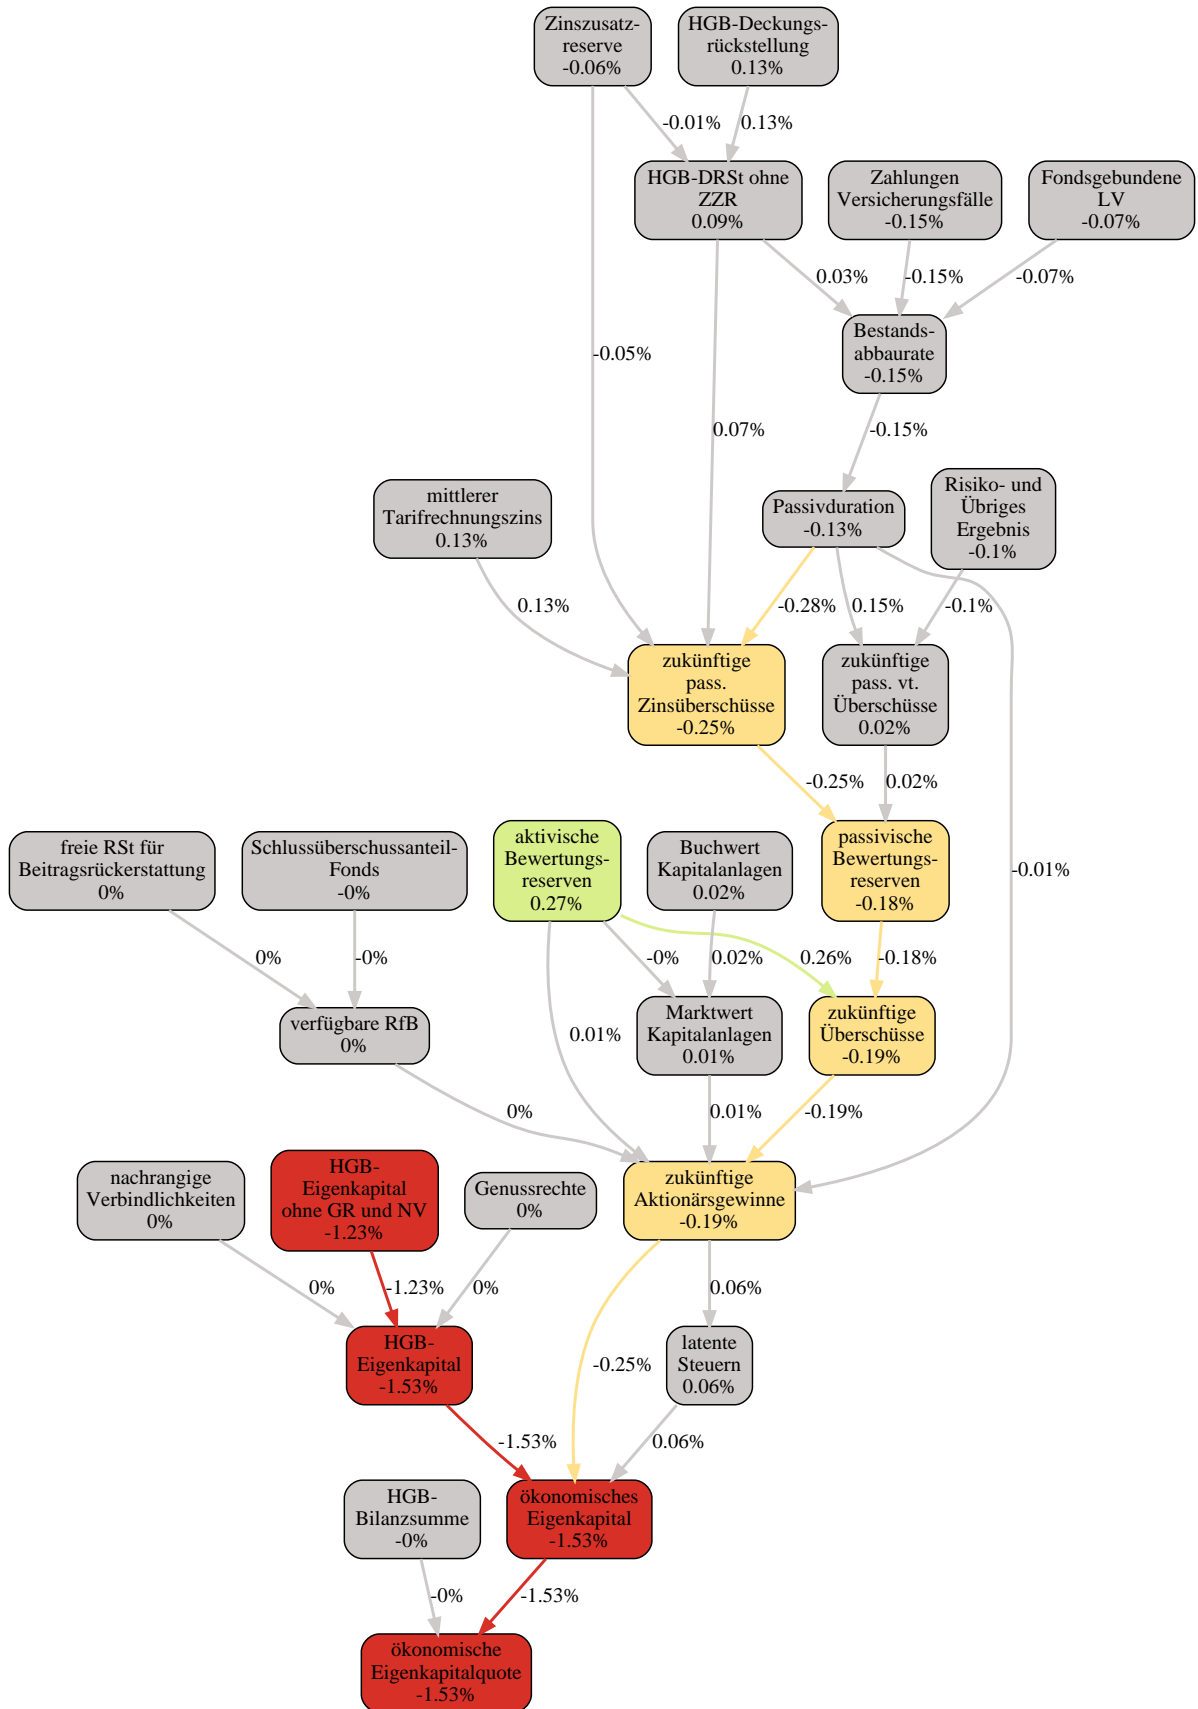 Zinszusatz-
reserve
-0.06%
HGB-Deckungs-
rückstellung
0.13%
-0.01%
0.13%
HGB-DRSt ohne
ZZR
0.09%
Zahlungen
Versicherungsfälle
-0.15%
Fondsgebundene
LV
-0.07%
0.03%
-0.15%
-0.07%
Bestands-
abbaurate
-0.15%
-0.05%
0.07%
-0.15%
mittlerer
Tarifrechnungszins
0.13%
Passivduration
-0.13%
Risiko- und
Übriges
Ergebnis
-0.1%
0.13%
-0.28%
0.15%
-0.1%
zukünftige
pass.
Zinsüberschüsse
-0.25%
zukünftige
pass. vt.
Überschüsse
0.02%
-0.25%
0.02%
freie RSt für
Beitragsrückerstattung
0%
Schlussüberschussanteil-
Fonds
-0%
aktivische
Bewertungs-
reserven
0.27%
Buchwert
Kapitalanlagen
0.02%
passivische
Bewertungs-
reserven
-0.18%
-0.01%
0%
-0%
-0%
0.02%
0.26%
-0.18%
verfügbare RfB
0%
Marktwert
Kapitalanlagen
0.01%
zukünftige
Überschüsse
-0.19%
0.01%
0%
0.01%
-0.19%
nachrangige
Verbindlichkeiten
0%
HGB-
Eigenkapital
ohne GR und NV
-1.23%
Genussrechte
0%
zukünftige
Aktionärsgewinne
-0.19%
0%
-1.23%
0%
0.06%
HGB-
Eigenkapital
-1.53%
-0.25%
latente
Steuern
0.06%
-1.53%
0.06%
HGB-
Bilanzsumme
-0%
ökonomisches
Eigenkapital
-1.53%
-0%
-1.53%
ökonomische
Eigenkapitalquote
-1.53%